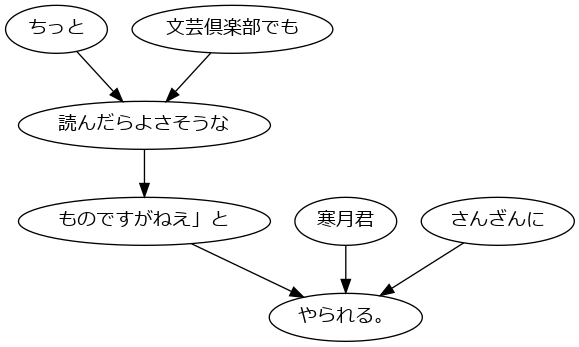 ちっと
文芸倶楽部でも
読んだらよさそうな
ものですがねえ」と
寒月君
さんざんに
やられる。